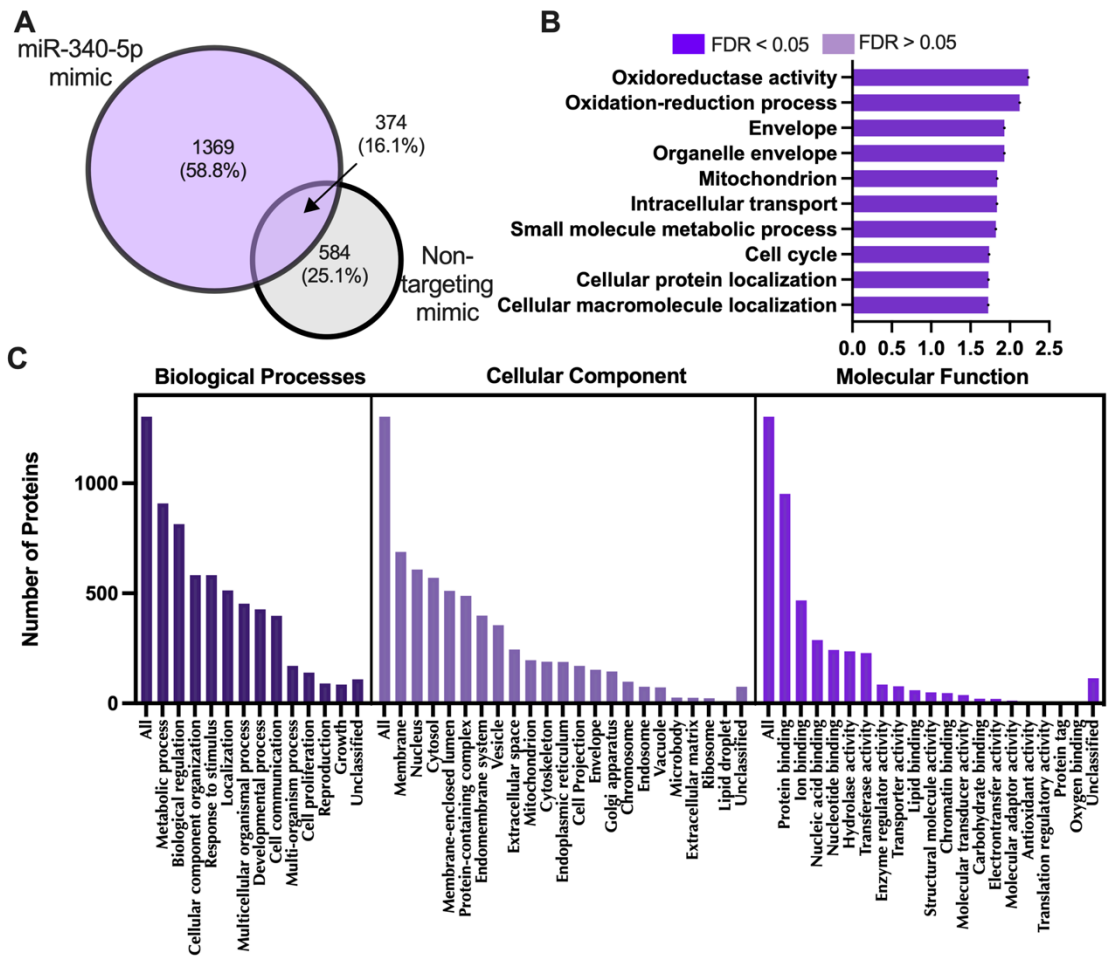 A
miR-340-5p
mimic
1369
(58.8%)
374
(16.1%)
584
(25.1%)
Non-
targeting
mimic
B
FDR < 0.05
FDR > 0.05
Oxidoreductase activity
Oxidation-reduction process
Envelope
Organelle envelope
Mitochondrion
Intracellular transport
Small molecule metabolic process
Cell cycle
Cellular protein localization
Cellular macromolecule localization
0.0 0.5 1.0 1.5 2.0 2.5
C
Biological Processes
Cellular Component
Molecular Function
Number of Proteins
1000
500
0
All
Metabolic process
Biological regulation
Cellular component organization
Response to stimulus
Localization
Multicellular organismal process
Developmental process
Cell communication
Multi-organism process
Cell proliferation
Reproduction
Growth
Unclassified
All
Membrane
Nucleus
Cytosol
Membrane-enclosed lumen
Protein-containing complex
Endomembrane system
Vesicle
Extracellular space
Mitochondrion
Cytoskeleton
Endoplasmic reticulum
Cell Projection
Envelope
Golgi apparatus
Chromosome
Endosome
Vacuole
Microbody
Extracellular matrix
Ribosome
Lipid droplet
Unclassified
All
Protein binding
Ion binding
Nucleic acid binding
Nucleotide binding
Hydrolase activity
Transferase activity
Enzyme regulator activity
Transporter activity
Lipid binding
Structural molecule activity
Chromatin binding
Molecular transducer activity
Carbohydrate binding
Electrontransfer activity
Molecular adaptor activity
Antioxidant activity
Translation regulatory activity
Protein tag
Oxygen binding
Unclassified